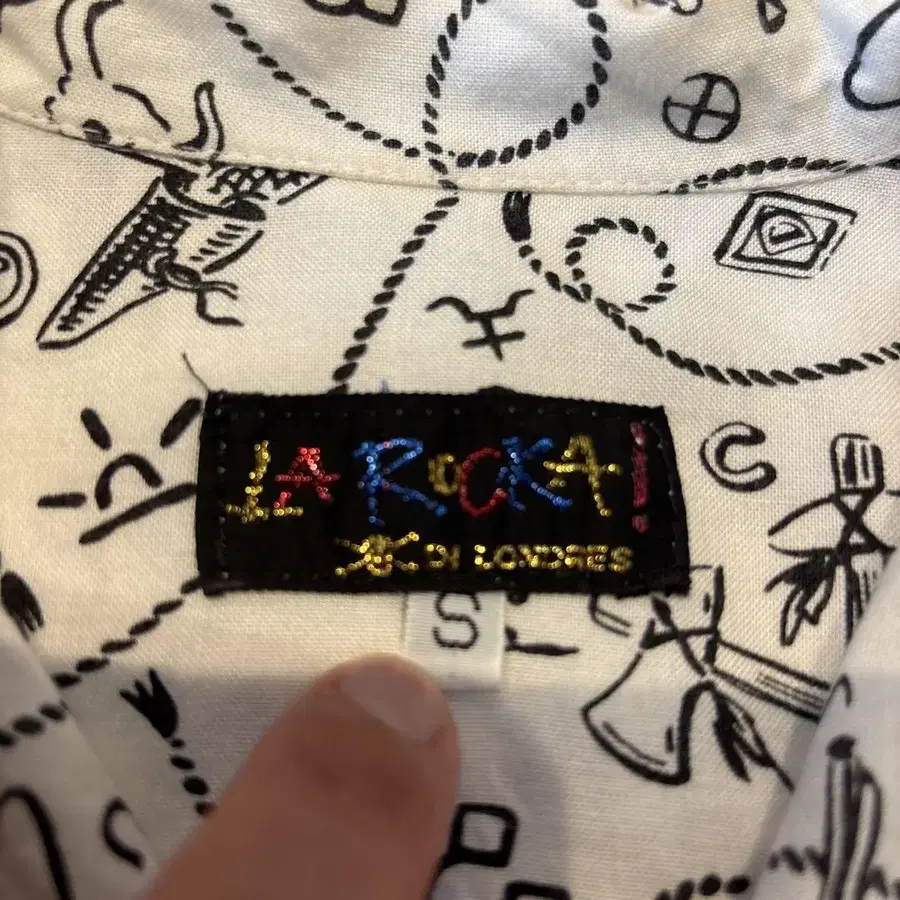 LA ROCKA!
DI LONDRES
S